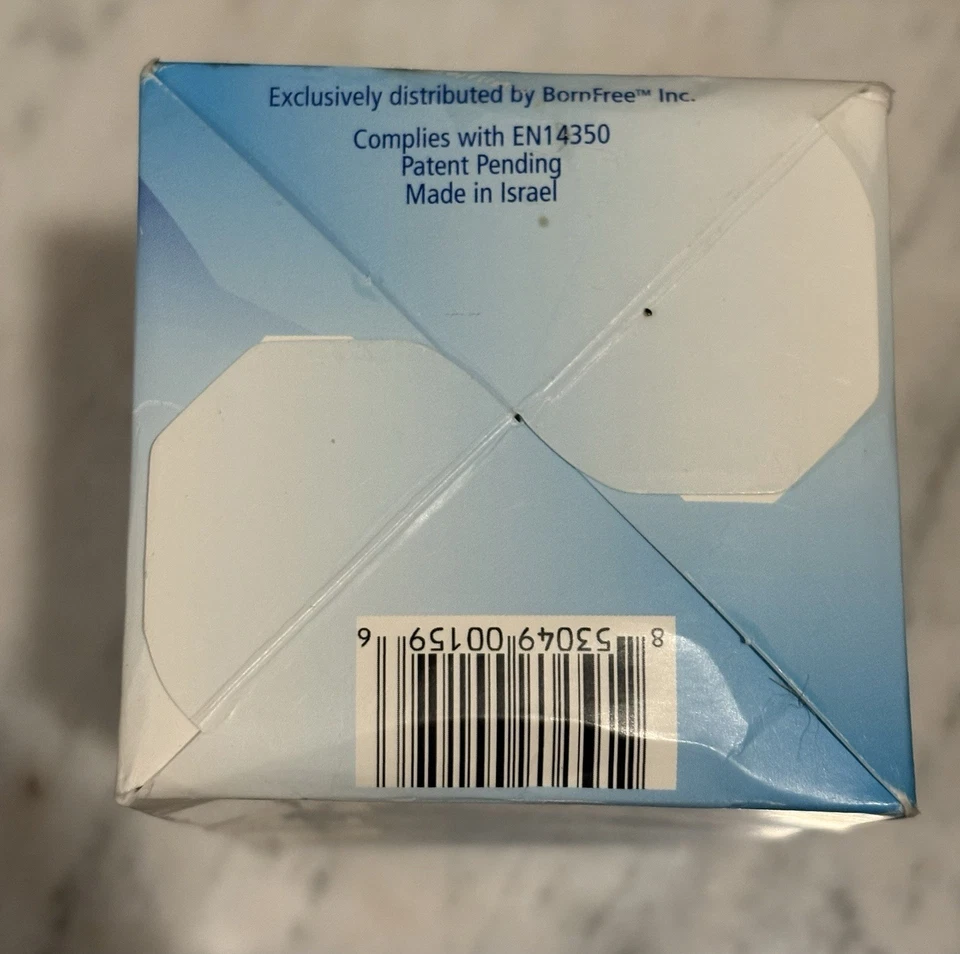 Exclusively distributed by BornFree™ Inc.
Complies with EN14350
Patent Pending
Made in Israel
8 53049 00159 6